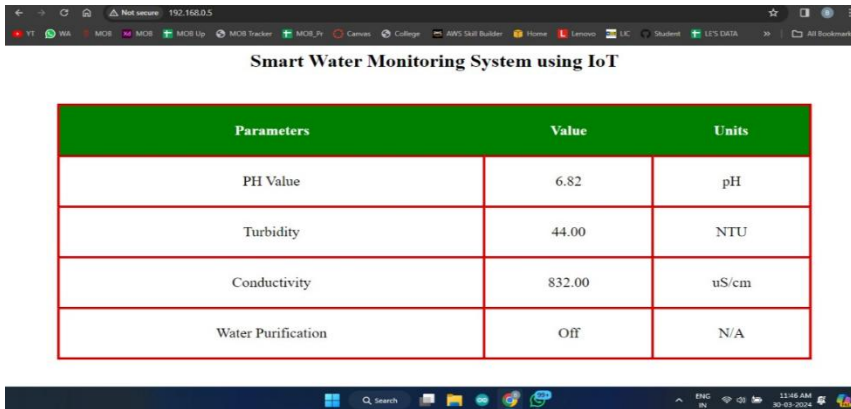 Not secure 192.168.0.5
YT WA MOB MOB MOB Up MOB Tracker MOB_Pr Canvas College AWS Skill Builder Home Lenovo LIC Student LE'S DATA » All Bookmark
Smart Water Monitoring System using IoT
Parameters Value Units
PH Value 6.82 pH
Turbidity 44.00 NTU
Conductivity 832.00 uS/cm
Water Purification Off N/A
Search 99+ ENG 11:46 AM
IN 30-03-2024